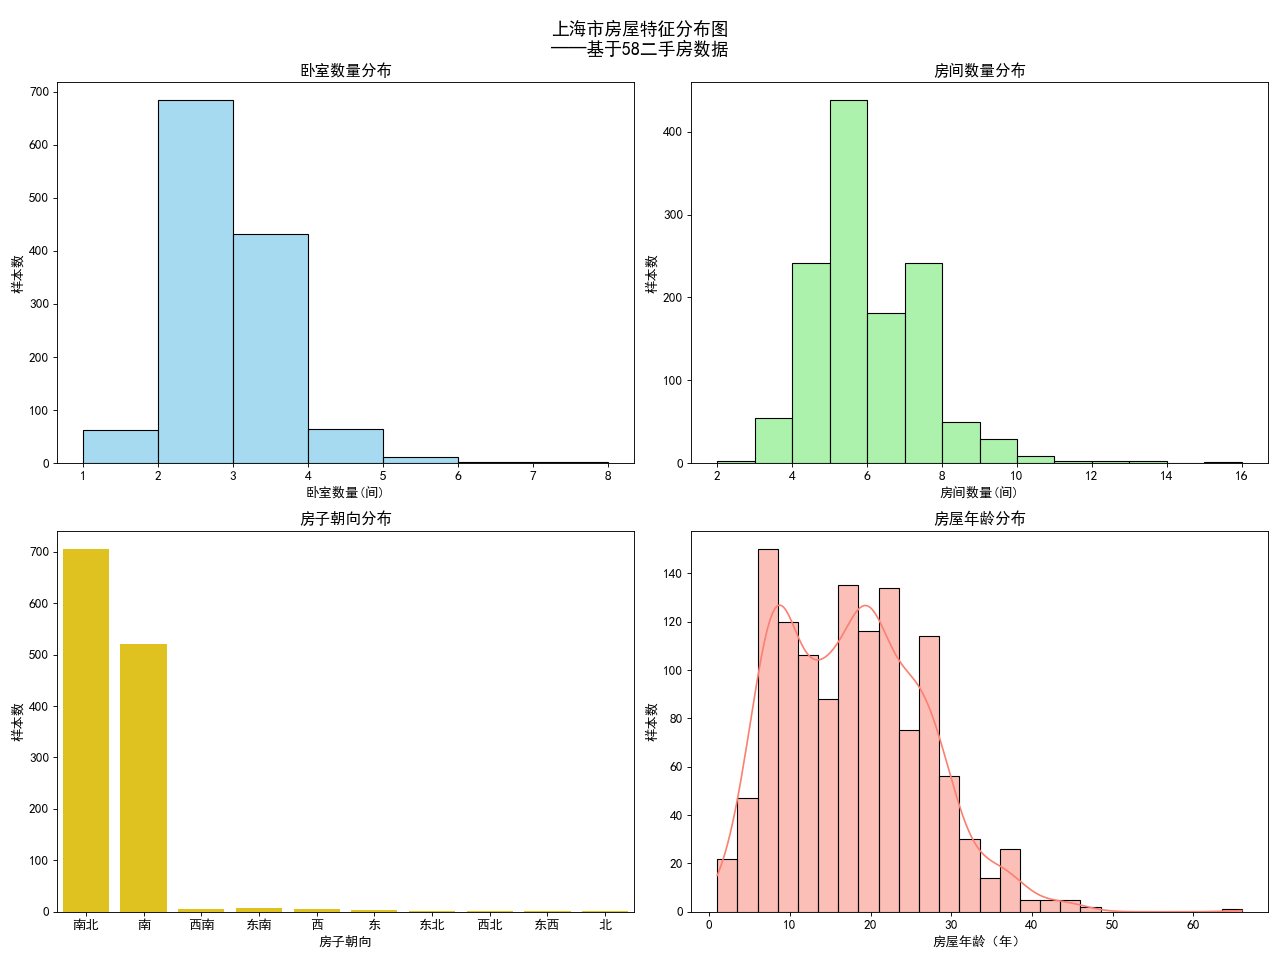 上海市房屋特征分布图
——基于58二手房数据
卧室数量分布
700
600
500
400
300
200
100
0
样本数
1 2 3 4 5 6 7 8
卧室数量(间)
房间数量分布
400
300
200
100
0
样本数
2 4 6 8 10 12 14 16
房间数量(间)
房子朝向分布
700
600
500
400
300
200
100
0
样本数
南北 南 西南 东南 西 东 东北 西北 东西 北
房子朝向
房屋年龄分布
140
120
100
80
60
40
20
0
样本数
0 10 20 30 40 50 60
房屋年龄（年）